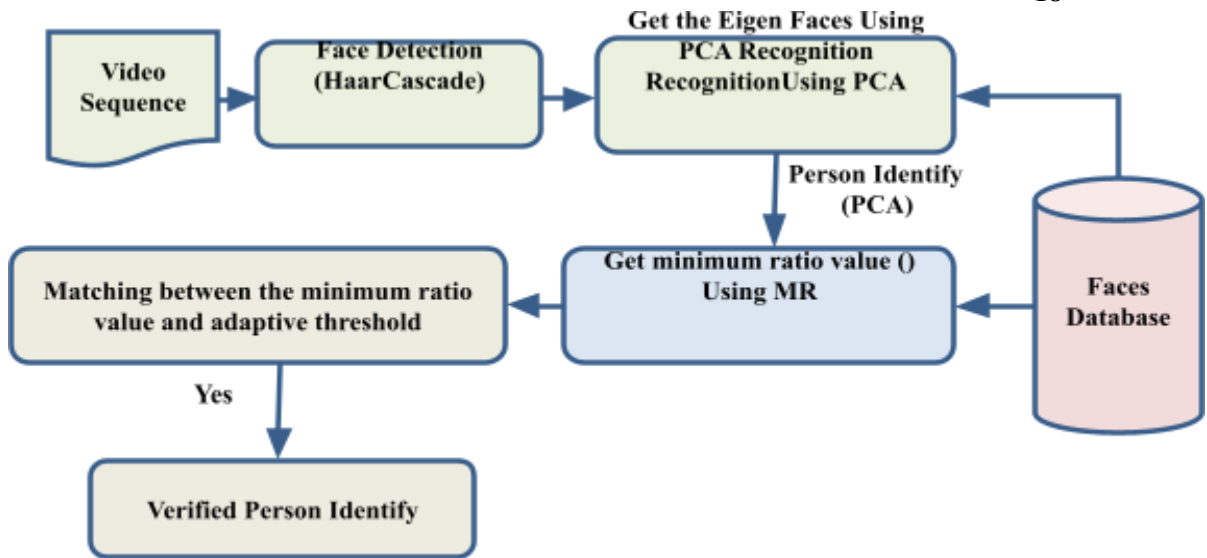 Get the Eigen Faces Using
PCA Recognition
RecognitionUsing PCA
Face Detection
(HaarCascade)
Video
Sequence
Person Identify
(PCA)
Get minimum ratio value ()
Using MR
Matching between the minimum ratio
value and adaptive threshold
Faces
Database
Yes
Verified Person Identify